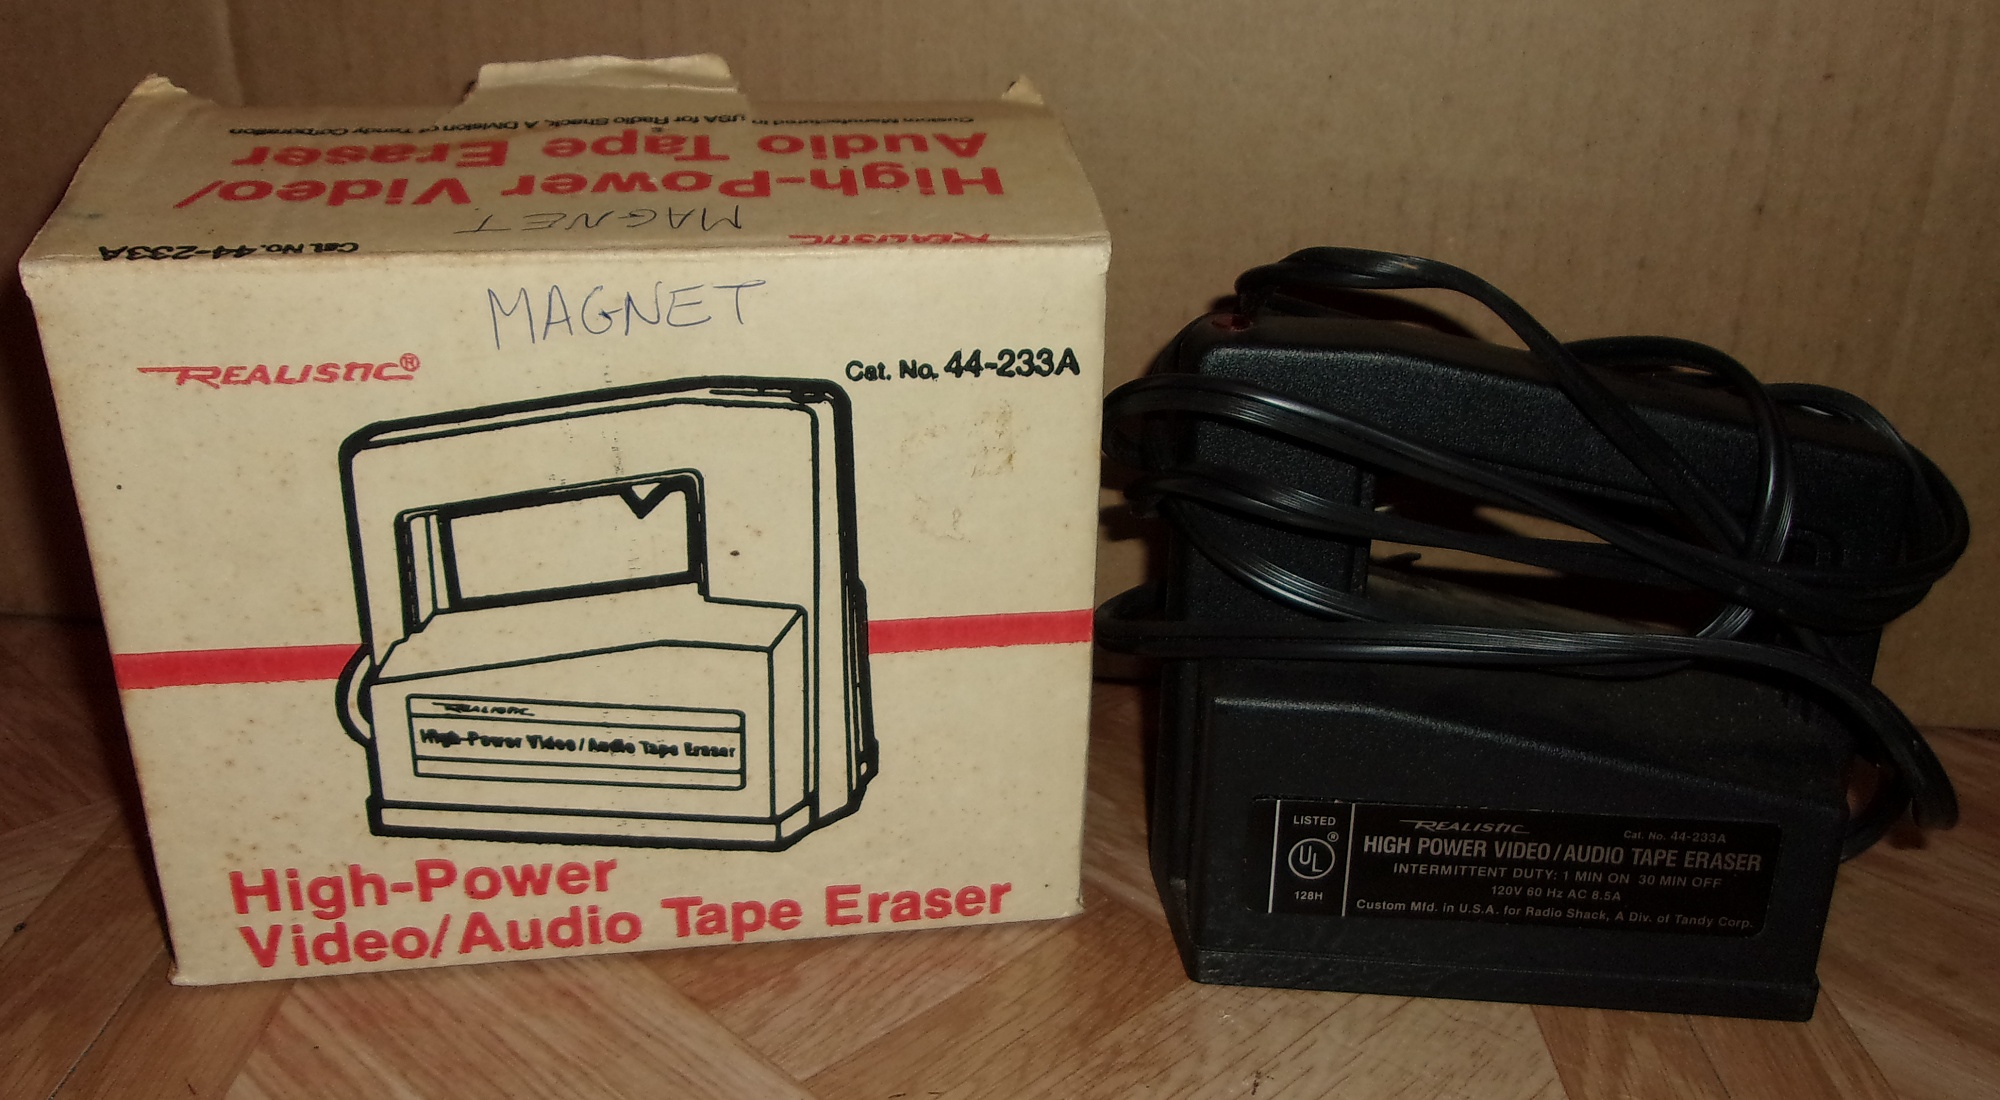 Custom Manufactured in USA for Radio Shack, A Division of Tandy Corporation
High-Power Video/
Audio Tape Eraser
MAGNET
REALISTIC
Cat. No. 44-233A
MAGNET
REALISTIC®
Cat. No. 44-233A
REALISTIC
High-Power Video/Audio Tape Eraser
High-Power
Video/Audio Tape Eraser
LISTED
UL®
128H
REALISTIC
Cat. No. 44-233A
HIGH POWER VIDEO/AUDIO TAPE ERASER
INTERMITTENT DUTY: 1 MIN ON 30 MIN OFF
120V 60 Hz AC 8.5A
Custom Mfd. in U.S.A. for Radio Shack, A Div. of Tandy Corp.